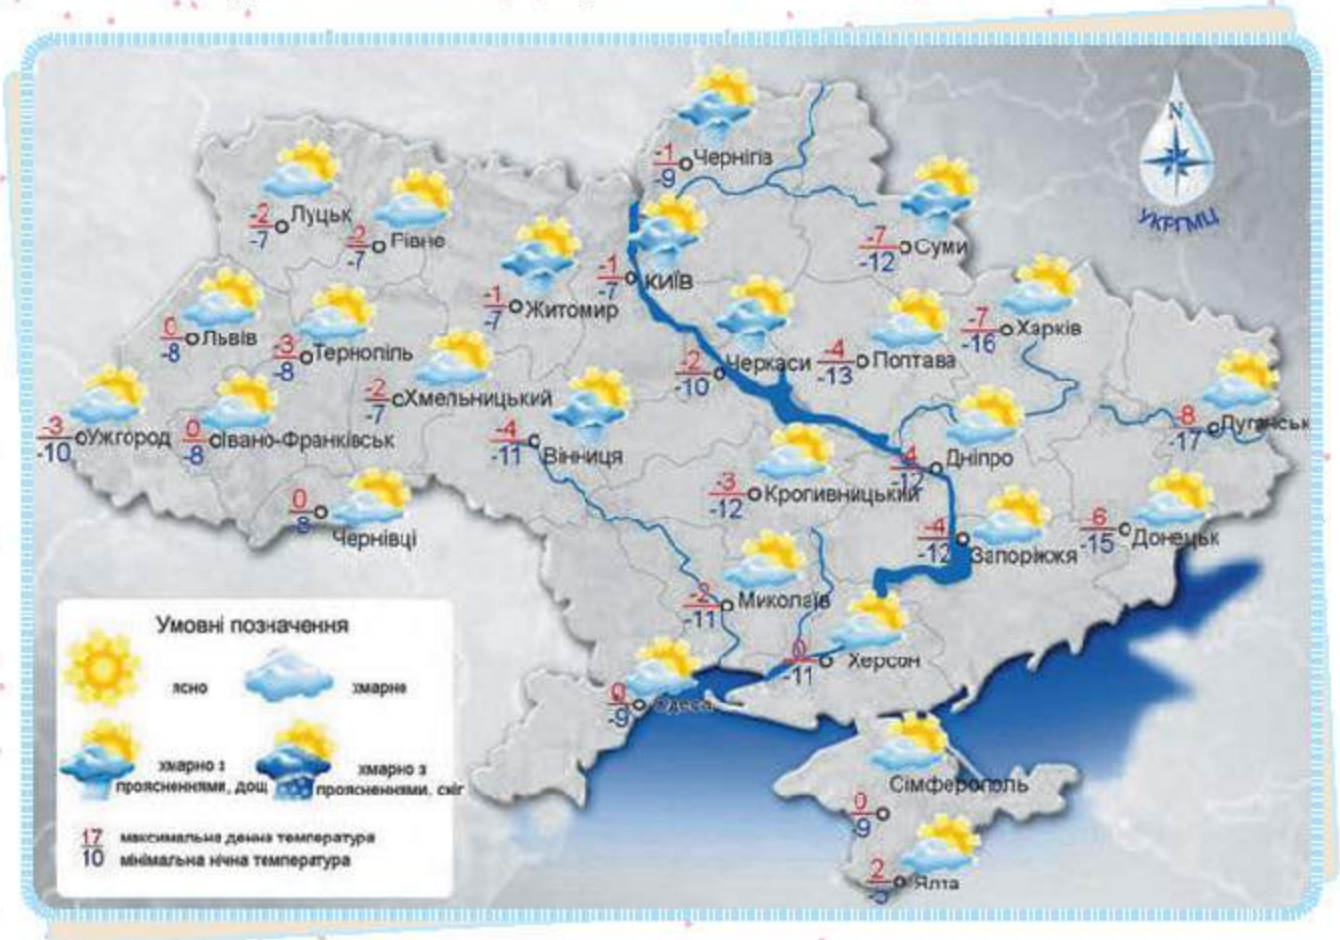 N
УКРГМЦ
-1
-9
Чернігів
-2
-7
Луцьк
-2
-7
Рівне
-7
-12
Суми
-1
-7
КИЇВ
-1
-7
Житомир
0
-8
Львів
-3
-8
Тернопіль
-7
-16
Харків
-2
-10
Черкаси
-4
-13
Полтава
-2
-7
Хмельницький
-3
-10
Ужгород
0
-8
Івано-Франківськ
-4
-11
Вінниця
-8
-17
Луганськ
-4
-12
Дніпро
-3
-12
Кропивницький
0
-8
Чернівці
-4
-12
Запоріжжя
-6
-15
Донецьк
-2
-11
Миколаїв
0
-11
Херсон
0
-9
Одеса
Сімферополь
0
-9
2
-5
Ялта
Умовні позначення
ясно
хмарно
хмарно з
проясненнями, дощ
хмарно з
проясненнями, сніг
17
10
максимальна денна температура
мінімальна нічна температура